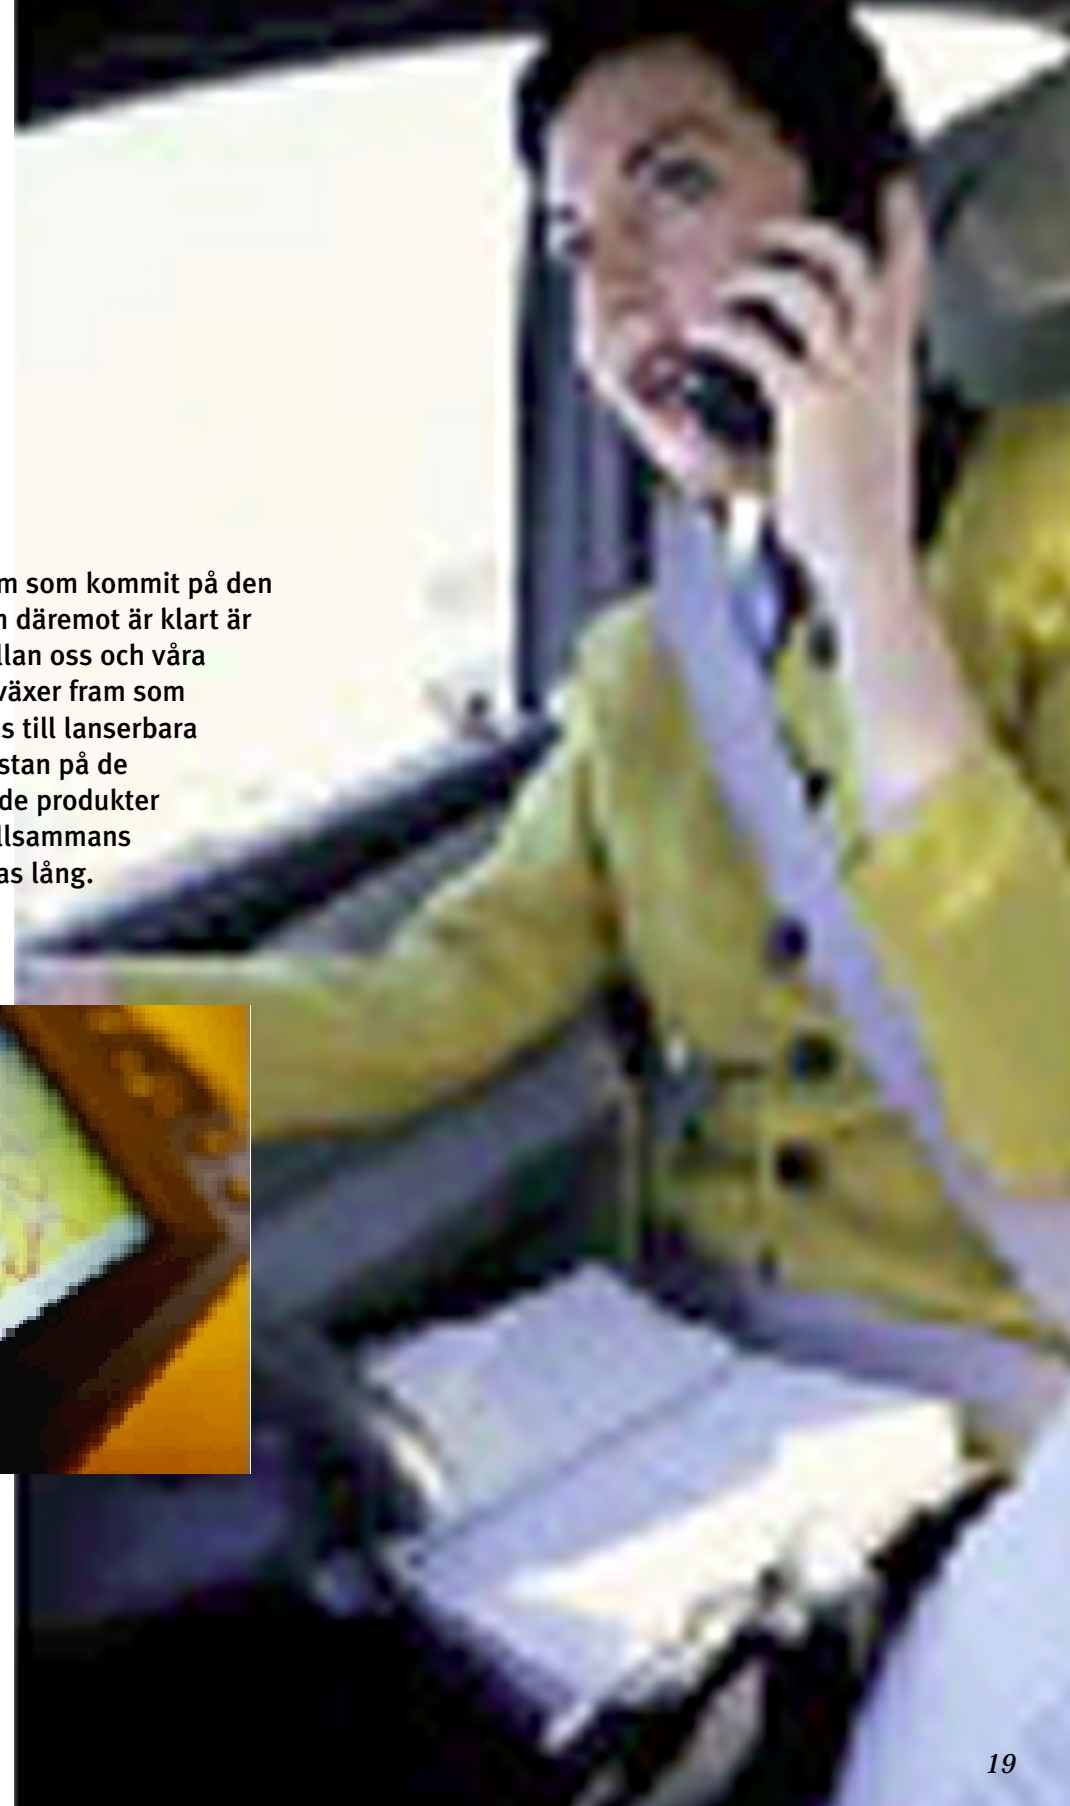 m som kommit på den
n däremot är klart är
llan oss och våra
växer fram som
s till lanserbara
stan på de
de produkter
llsammans
as lång.
19